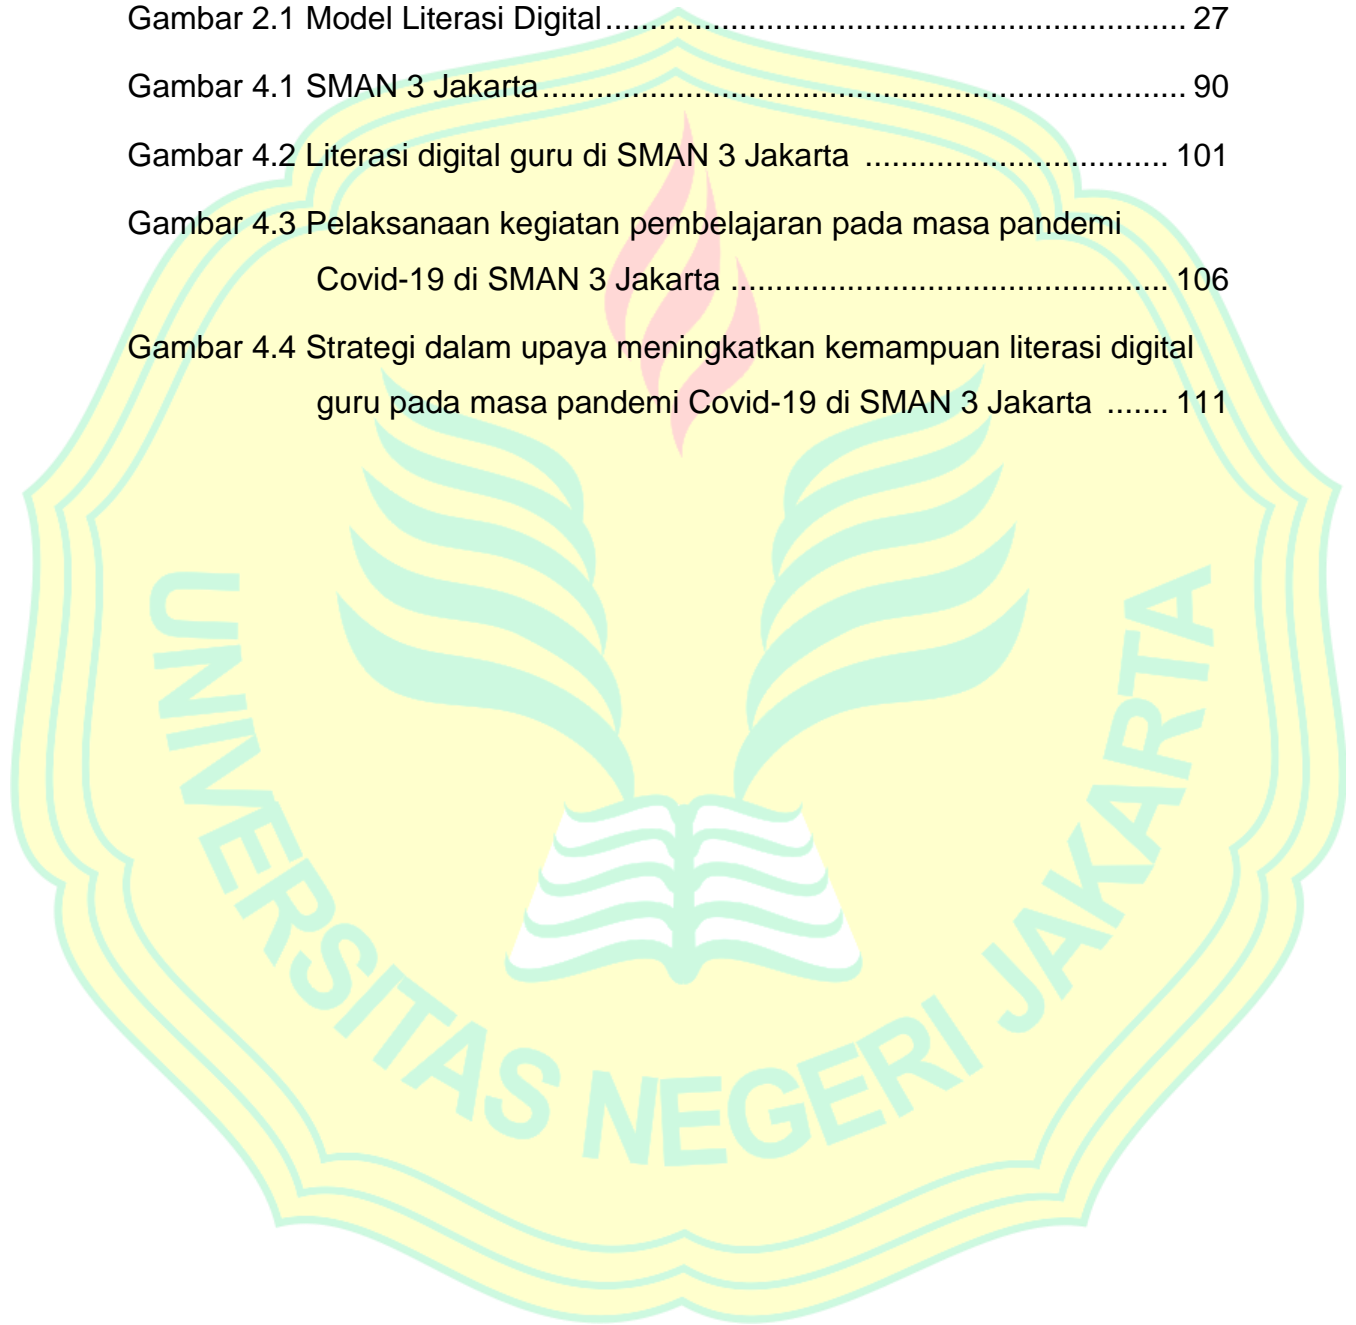 Gambar 2.1 Model Literasi Digital................................................................. 27
Gambar 4.1 SMAN 3 Jakarta........................................................................ 90
Gambar 4.2 Literasi digital guru di SMAN 3 Jakarta .................................. 101
Gambar 4.3 Pelaksanaan kegiatan pembelajaran pada masa pandemi
Covid-19 di SMAN 3 Jakarta ................................................. 106
Gambar 4.4 Strategi dalam upaya meningkatkan kemampuan literasi digital
guru pada masa pandemi Covid-19 di SMAN 3 Jakarta ....... 111
UNIVERSITAS NEGERI JAKARTA